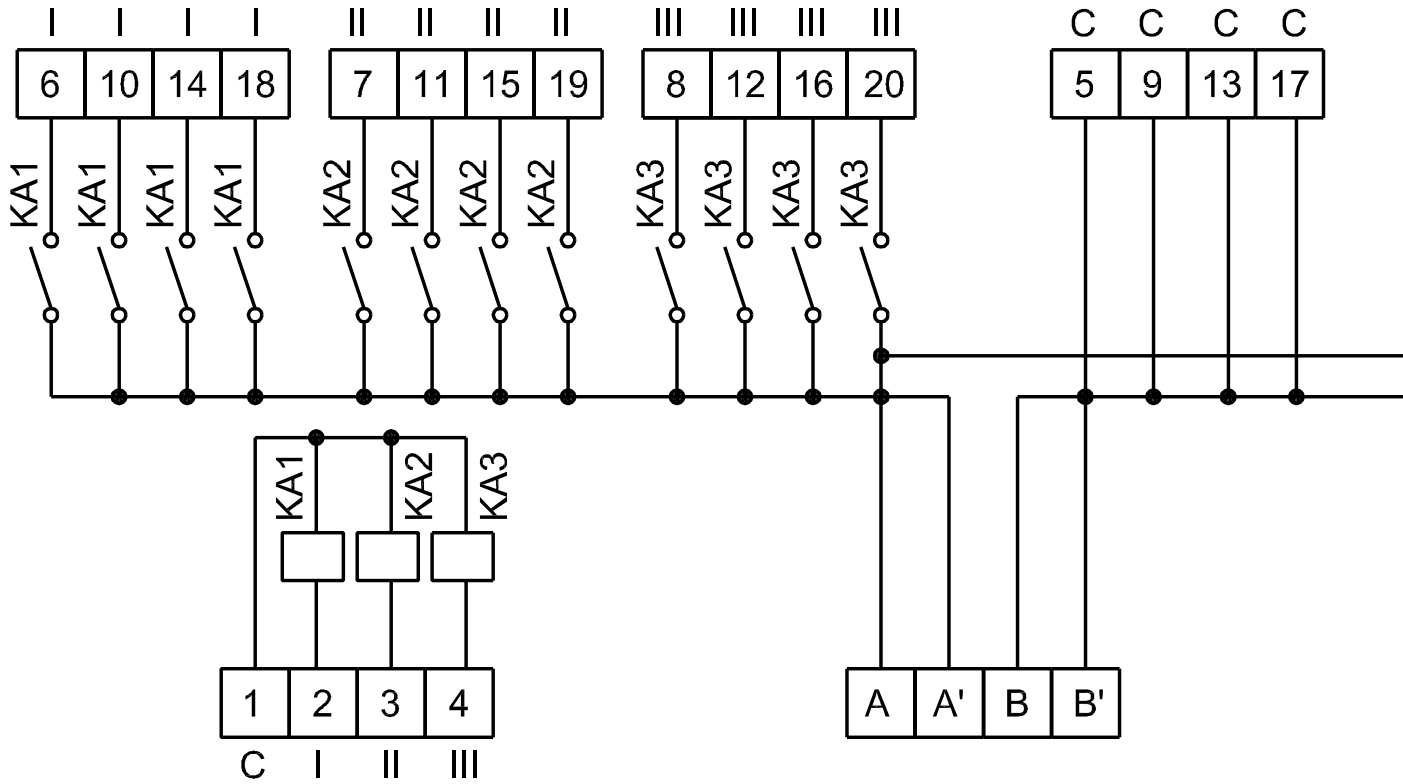 I I I I II II II II III III III III C C C C
6 10 14 18 7 11 15 19 8 12 16 20 5 9 13 17
KA1 KA1 KA1 KA1 KA2 KA2 KA2 KA2 KA3 KA3 KA3 KA3
KA1 KA2 KA3
1 2 3 4 A A' B B'
C I II III